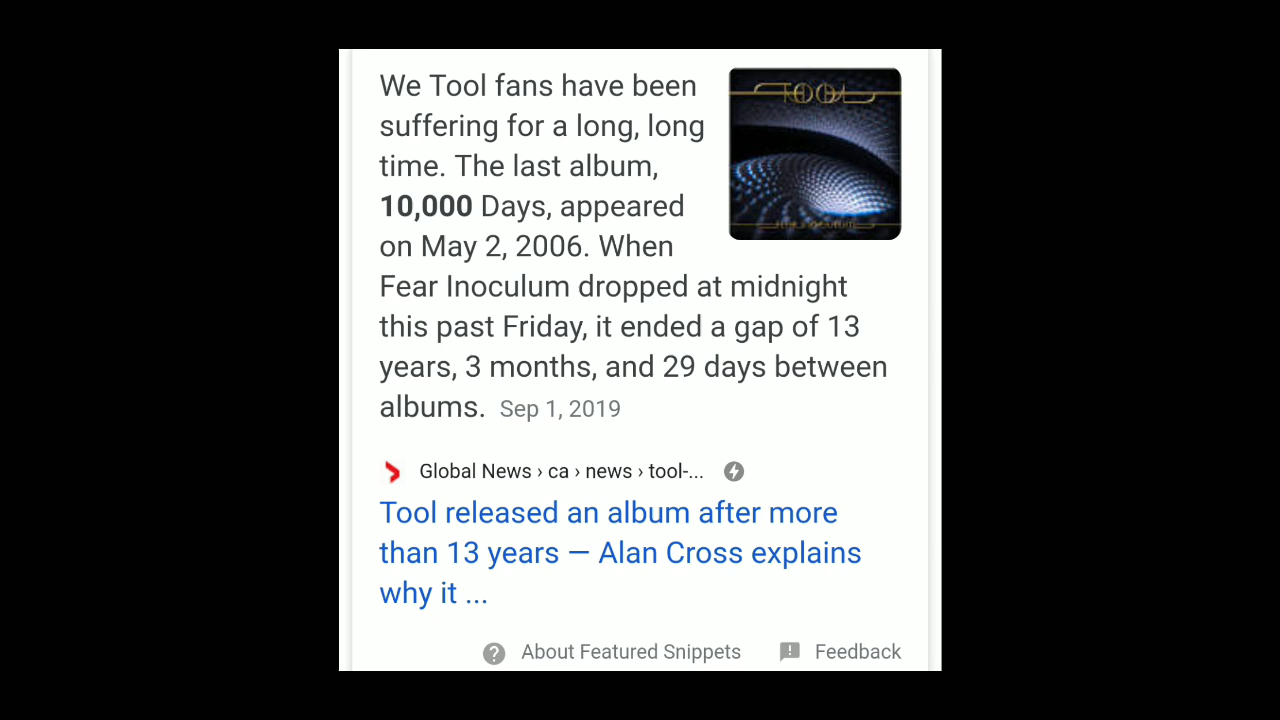 We Tool fans have been
suffering for a long, long
time. The last album,
10,000 Days, appeared
on May 2, 2006. When
Fear Inoculum dropped at midnight
this past Friday, it ended a gap of 13
years, 3 months, and 29 days between
albums. Sep 1, 2019
TOOL
Global News › ca › news › tool-...
Tool released an album after more
than 13 years — Alan Cross explains
why it ...
About Featured Snippets Feedback